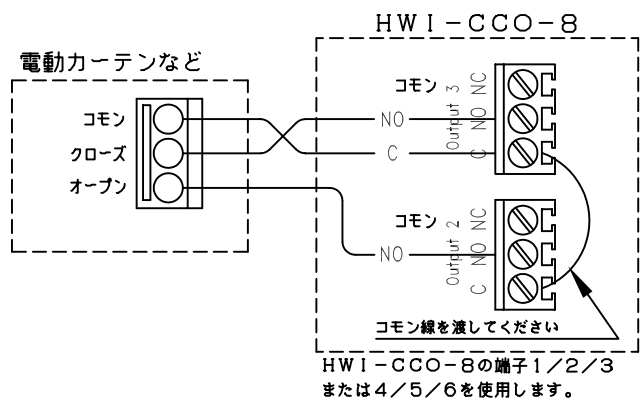 HWI-CCO-8
電動カーテンなど
コモン
クローズ
オープン
コモン
Output 3
NC
NO
C
NO
C
コモン
Output 2
NC
NO
C
NO
コモン線を渡してください
HWI-CCO-8の端子1/2/3
または4/5/6を使用します。